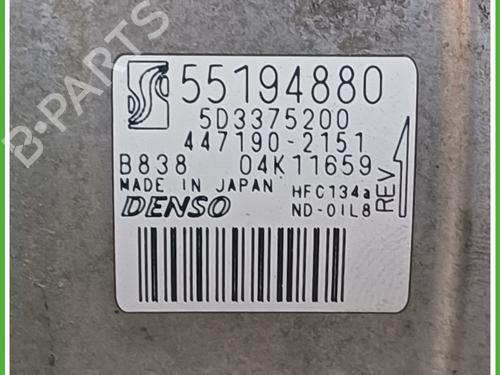 55194880
5D3375200
447190-2151
B838 04K11659
MADE IN JAPAN HFC134a
DENSO ND-OIL8
REV
B-PARTS